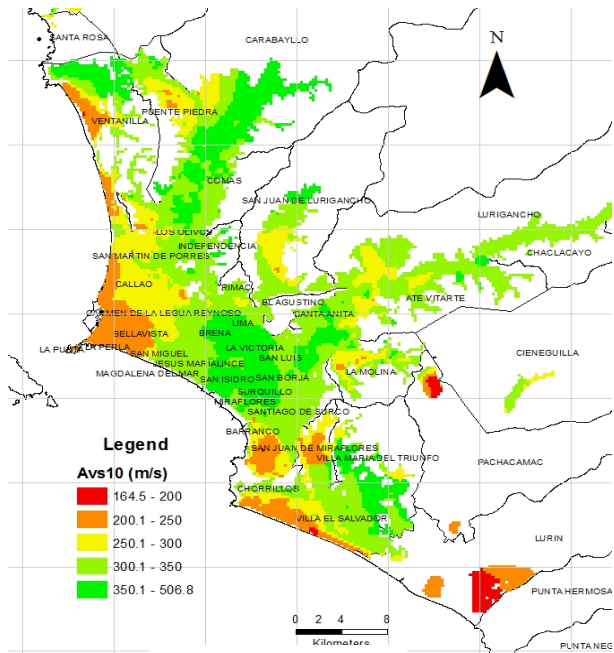 SANTA ROSA
CARABAYLLO
N
PUENTE PIEDRA
VENTANILLA
COMAS
SAN JUAN DE LURIGANCHO
LURIGANCHO
LOS OLIVOS
INDEPENDENCIA
SAN MARTIN DE PORRES
CHACLACAYO
CALLAO
RIMAC
EL AGUSTINO
ATE VITARTE
CARMEN DE LA LEGUA REYNOSO
SANTA ANITA
LIMA
BELLAVISTA
BRENA
LA PUNTA
LA PERLA
LA VICTORIA
SAN MIGUEL
SAN LUIS
CIENEGUILLA
JESUS MARIA
LINCE
MAGDALENA DEL MAR
LA MOLINA
SAN ISIDRO
SAN BORJA
SURQUILLO
MIRAFLORES
SANTIAGO DE SURCO
BARRANCO
SAN JUAN DE MIRAFLORES
VILLA MARIA DEL TRIUNFO
PACHACAMAC
CHORRILLOS
VILLA EL SALVADOR
LURIN
PUNTA HERMOSA
PUNTA NEG
Legend
Avs10 (m/s)
164.5 - 200
200.1 - 250
250.1 - 300
300.1 - 350
350.1 - 506.8
0 2 4 8
Kilometers